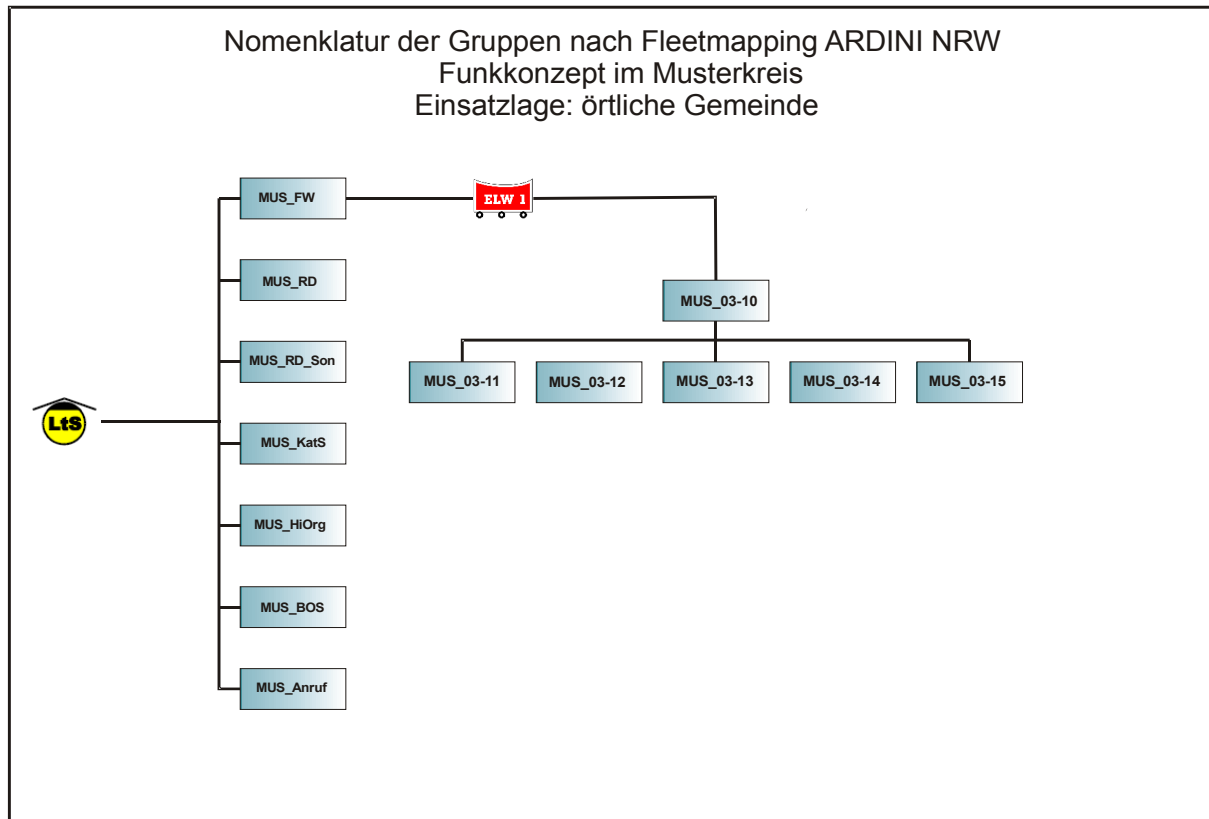 Nomenklatur der Gruppen nach Fleetmapping ARDINI NRW
Funkkonzept im Musterkreis
Einsatzlage: örtliche Gemeinde
MUS_FW
ELW 1
MUS_RD
MUS_03-10
MUS_RD_Son
MUS_03-11
MUS_03-12
MUS_03-13
MUS_03-14
MUS_03-15
LtS
MUS_KatS
MUS_HiOrg
MUS_BOS
MUS_Anruf